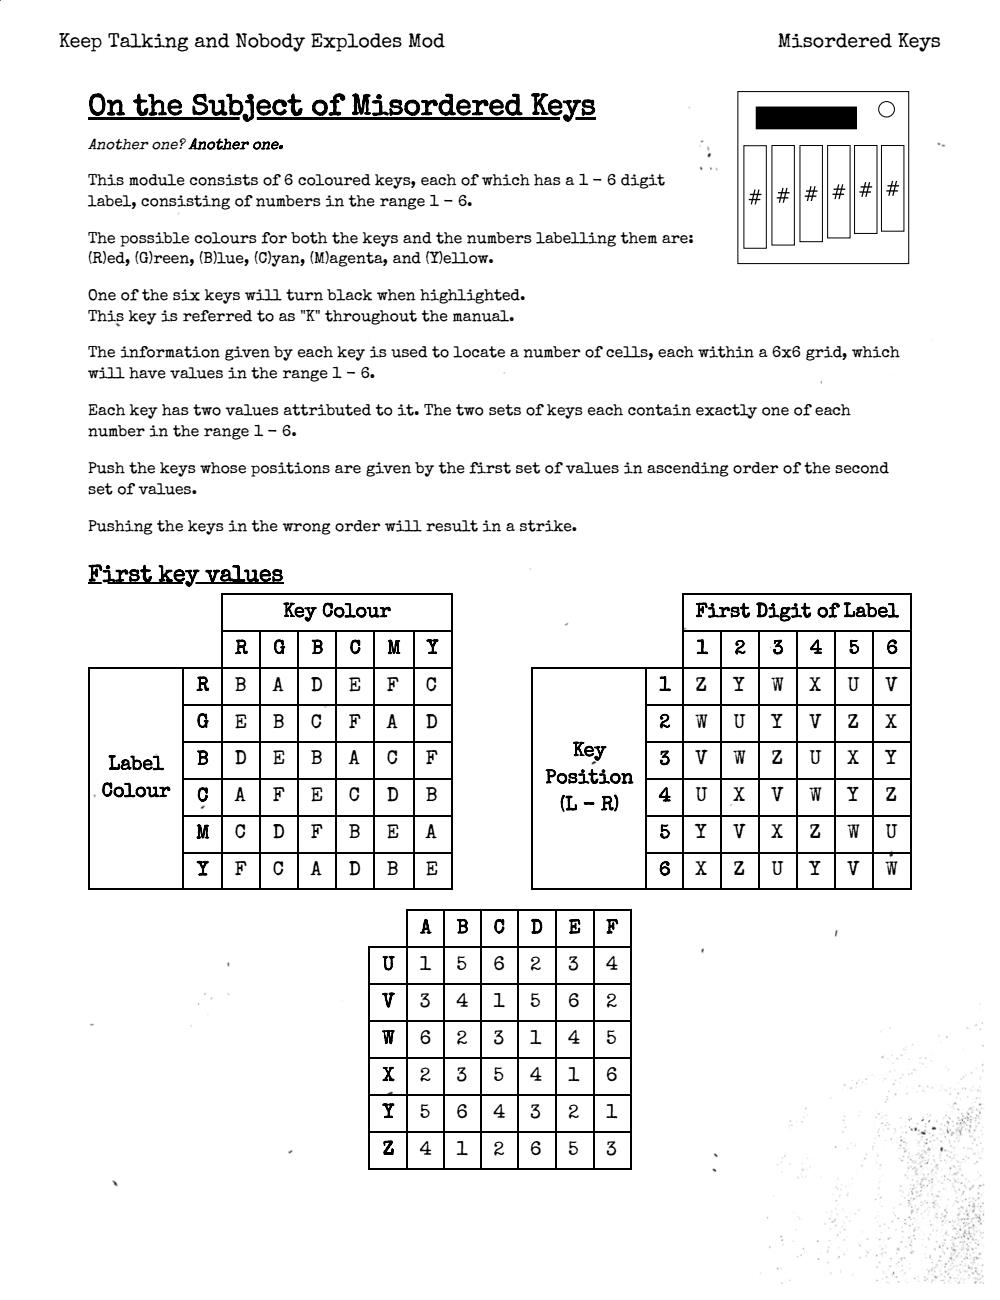 Keep Talking and Nobody Explodes Mod
Misordered Keys
On the Subject of Misordered Keys
Another one? Another one.
This module consists of 6 coloured keys, each of which has a 1 – 6 digit
label, consisting of numbers in the range 1 – 6.
The possible colours for both the keys and the numbers labelling them are:
(R)ed, (G)reen, (B)lue, (C)yan, (M)agenta, and (Y)ellow.
# # # # # #
One of the six keys will turn black when highlighted.
This key is referred to as "K" throughout the manual.
The information given by each key is used to locate a number of cells, each within a 6x6 grid, which
will have values in the range 1 – 6.
Each key has two values attributed to it. The two sets of keys each contain exactly one of each
number in the range 1 – 6.
Push the keys whose positions are given by the first set of values in ascending order of the second
set of values.
Pushing the keys in the wrong order will result in a strike.
First key values
Key Colour
R G B C M Y
Label
Colour
R B A D E F C
G E B C F A D
B D E B A C F
C A F E C D B
M C D F B E A
Y F C A D B E
First Digit of Label
1 2 3 4 5 6
Key
Position
(L – R)
1 Z Y W X U V
2 W U Y V Z X
3 V W Z U X Y
4 U X V W Y Z
5 Y V X Z W U
6 X Z U Y V W
A B C D E F
U 1 5 6 2 3 4
V 3 4 1 5 6 2
W 6 2 3 1 4 5
X 2 3 5 4 1 6
Y 5 6 4 3 2 1
Z 4 1 2 6 5 3